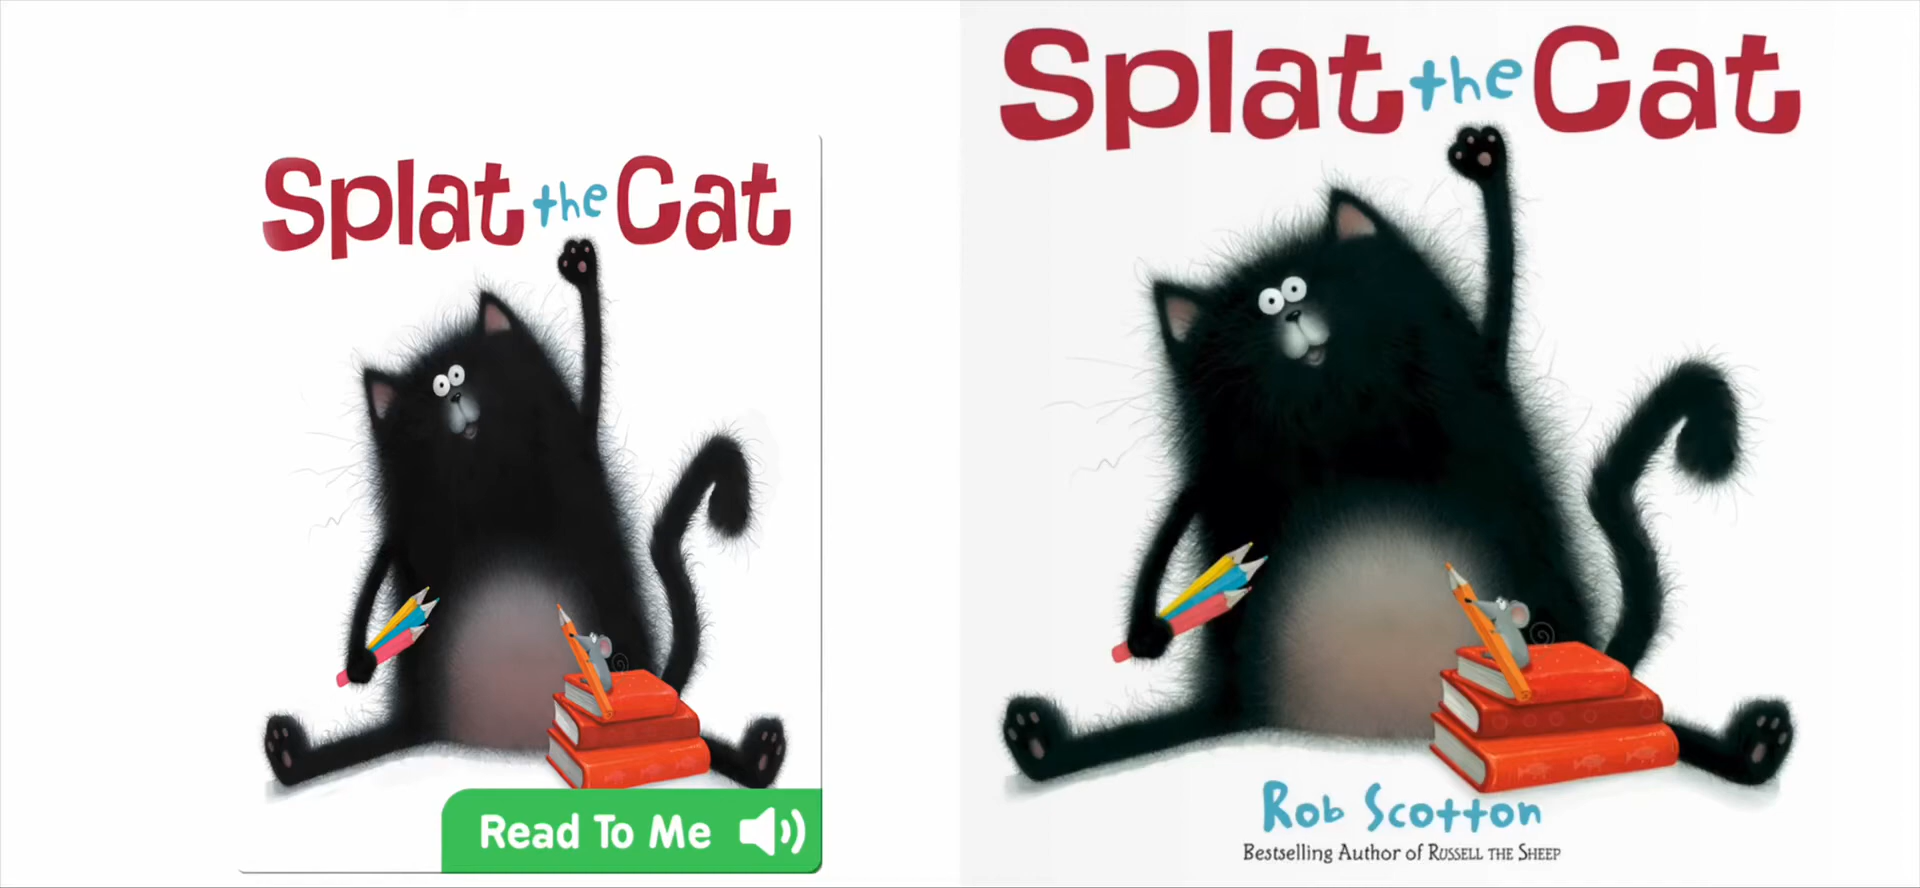 Splat the Cat
Read To Me
Splat the Cat
Rob Scotton
Bestselling Author of RUSSELL THE SHEEP